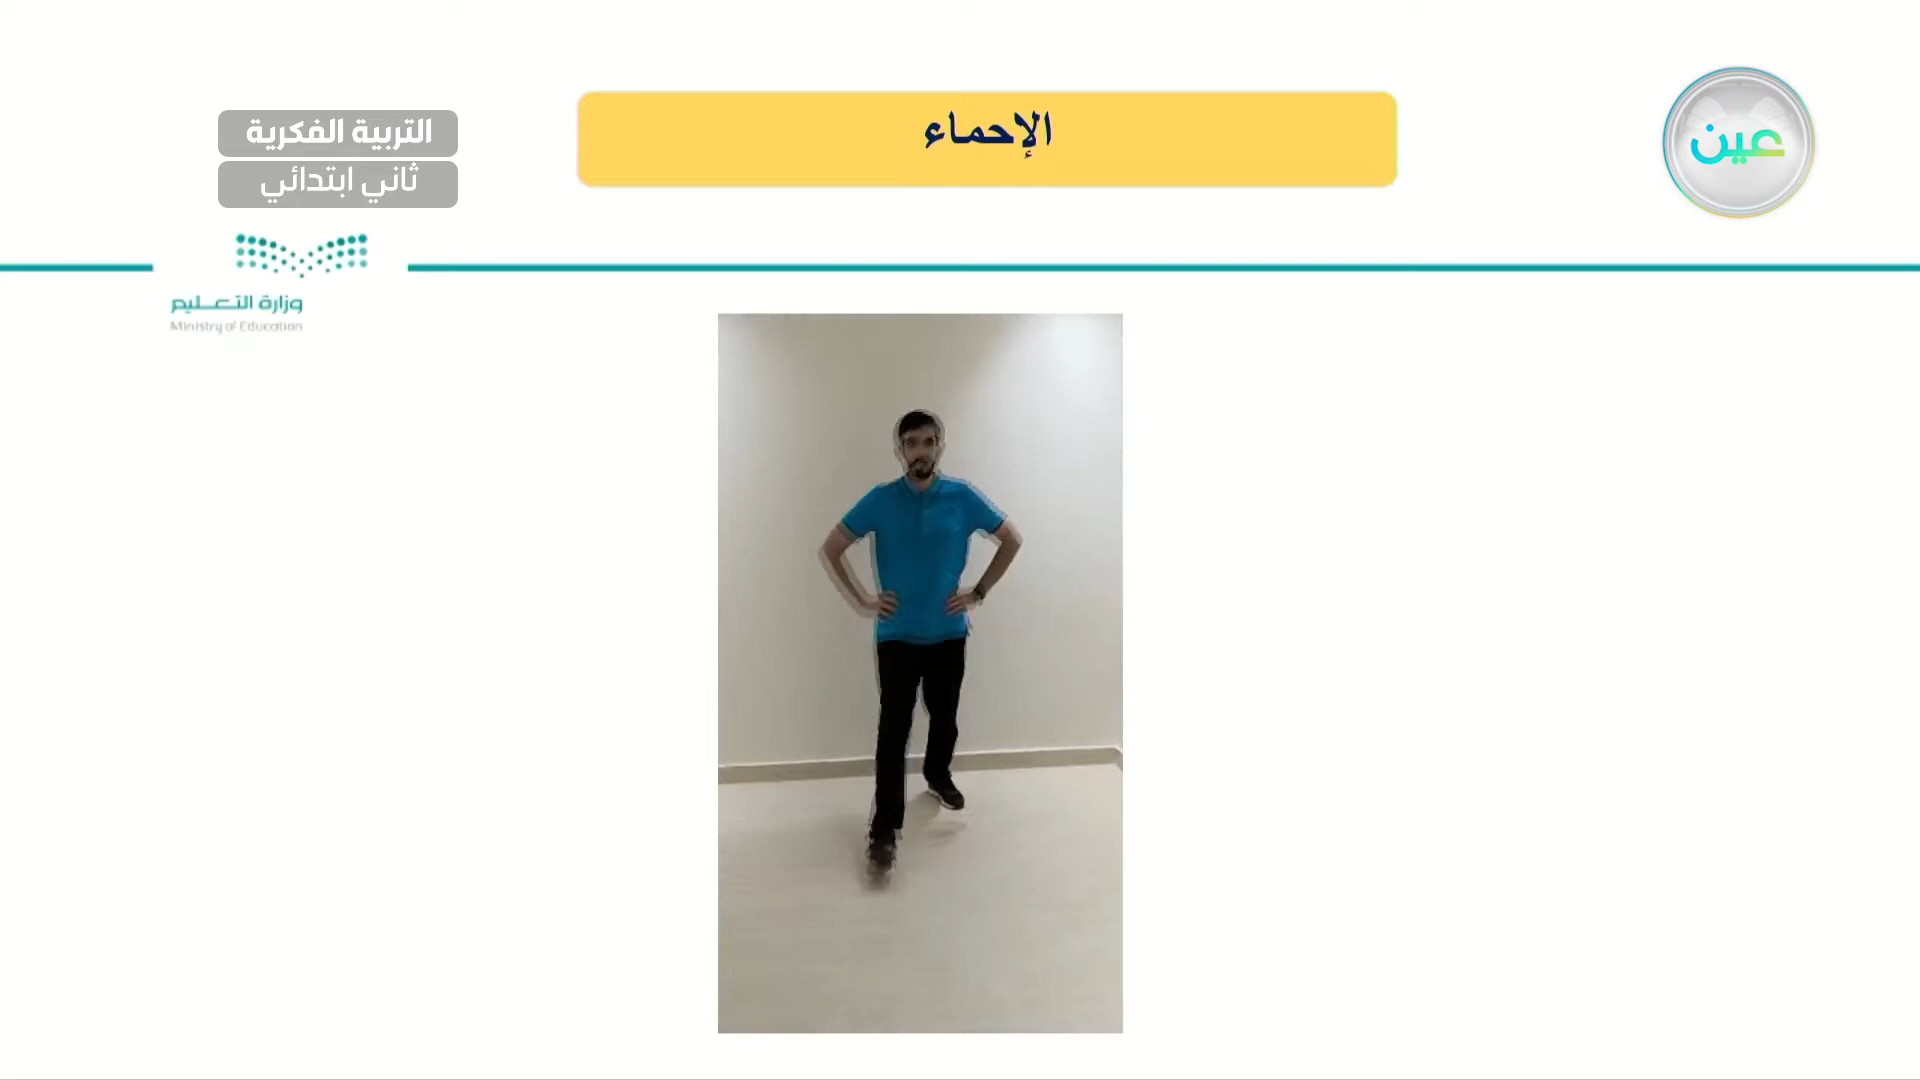 الإحماء
عين
التربية الفكرية
ثاني ابتدائي
وزارة التعليم
Ministry of Education